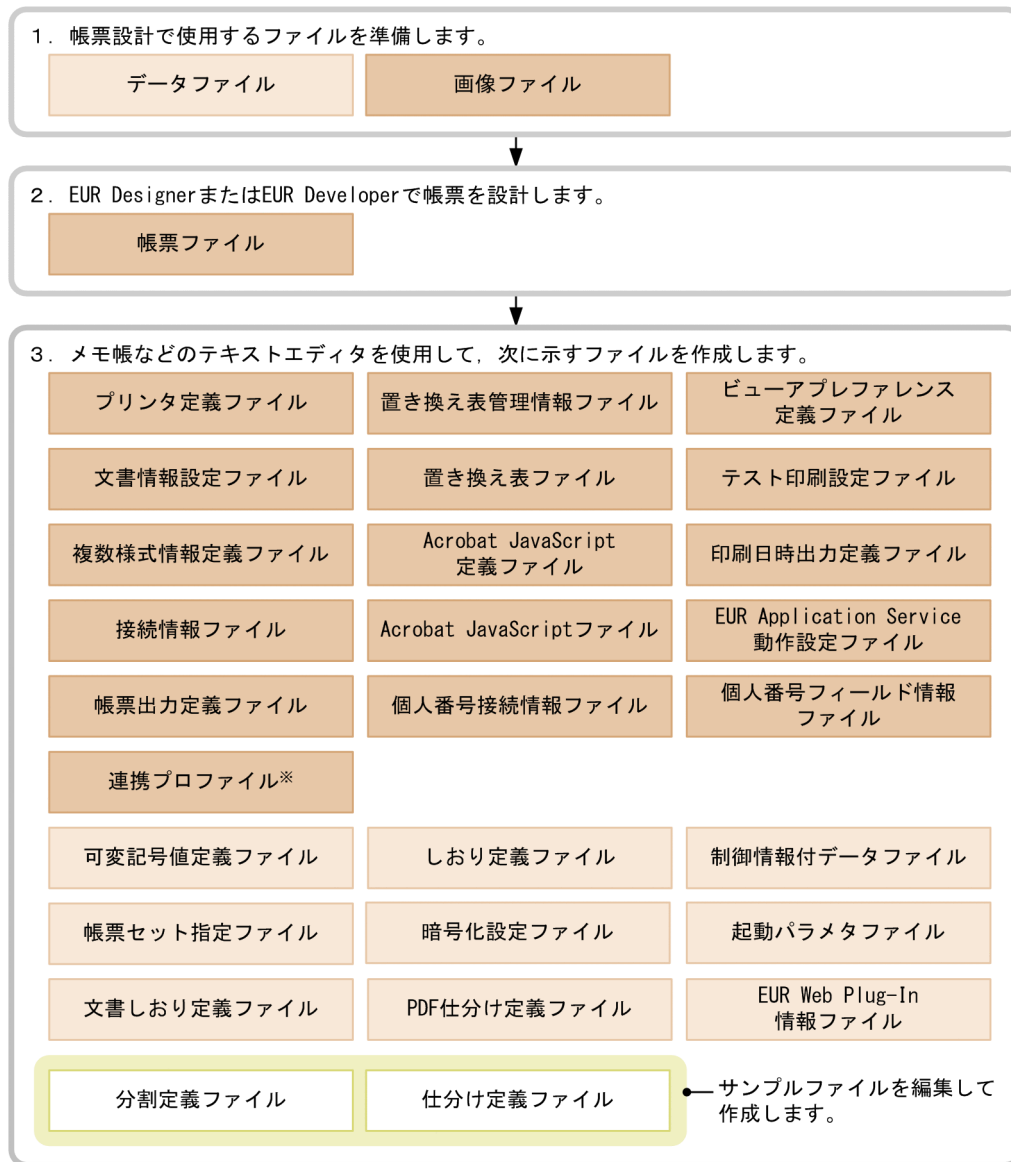 1．帳票設計で使用するファイルを準備します。
データファイル
画像ファイル
2．EUR DesignerまたはEUR Developerで帳票を設計します。
帳票ファイル
3．メモ帳などのテキストエディタを使用して，次に示すファイルを作成します。
プリンタ定義ファイル
置き換え表管理情報ファイル
ビューアプレファレンス
定義ファイル
文書情報設定ファイル
置き換え表ファイル
テスト印刷設定ファイル
複数様式情報定義ファイル
Acrobat JavaScript
定義ファイル
印刷日時出力定義ファイル
接続情報ファイル
Acrobat JavaScriptファイル
EUR Application Service
動作設定ファイル
帳票出力定義ファイル
個人番号接続情報ファイル
個人番号フィールド情報
ファイル
連携プロファイル※
可変記号値定義ファイル
しおり定義ファイル
制御情報付データファイル
帳票セット指定ファイル
暗号化設定ファイル
起動パラメタファイル
文書しおり定義ファイル
PDF仕分け定義ファイル
EUR Web Plug-In
情報ファイル
分割定義ファイル
仕分け定義ファイル
サンプルファイルを編集して
作成します。